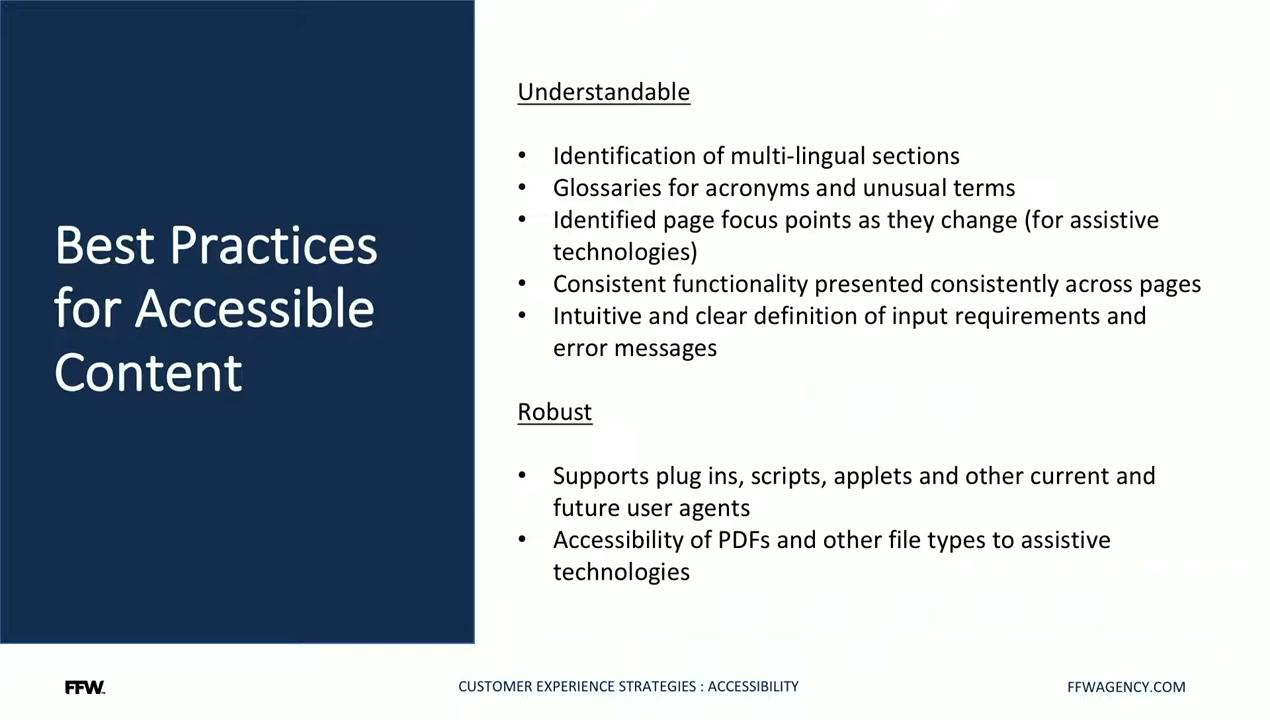 Best Practices
for Accessible
Content
Understandable
• Identification of multi-lingual sections
• Glossaries for acronyms and unusual terms
• Identified page focus points as they change (for assistive
technologies)
• Consistent functionality presented consistently across pages
• Intuitive and clear definition of input requirements and
error messages
Robust
• Supports plug ins, scripts, applets and other current and
future user agents
• Accessibility of PDFs and other file types to assistive
technologies
FFW
CUSTOMER EXPERIENCE STRATEGIES : ACCESSIBILITY
FFWAGENCY.COM